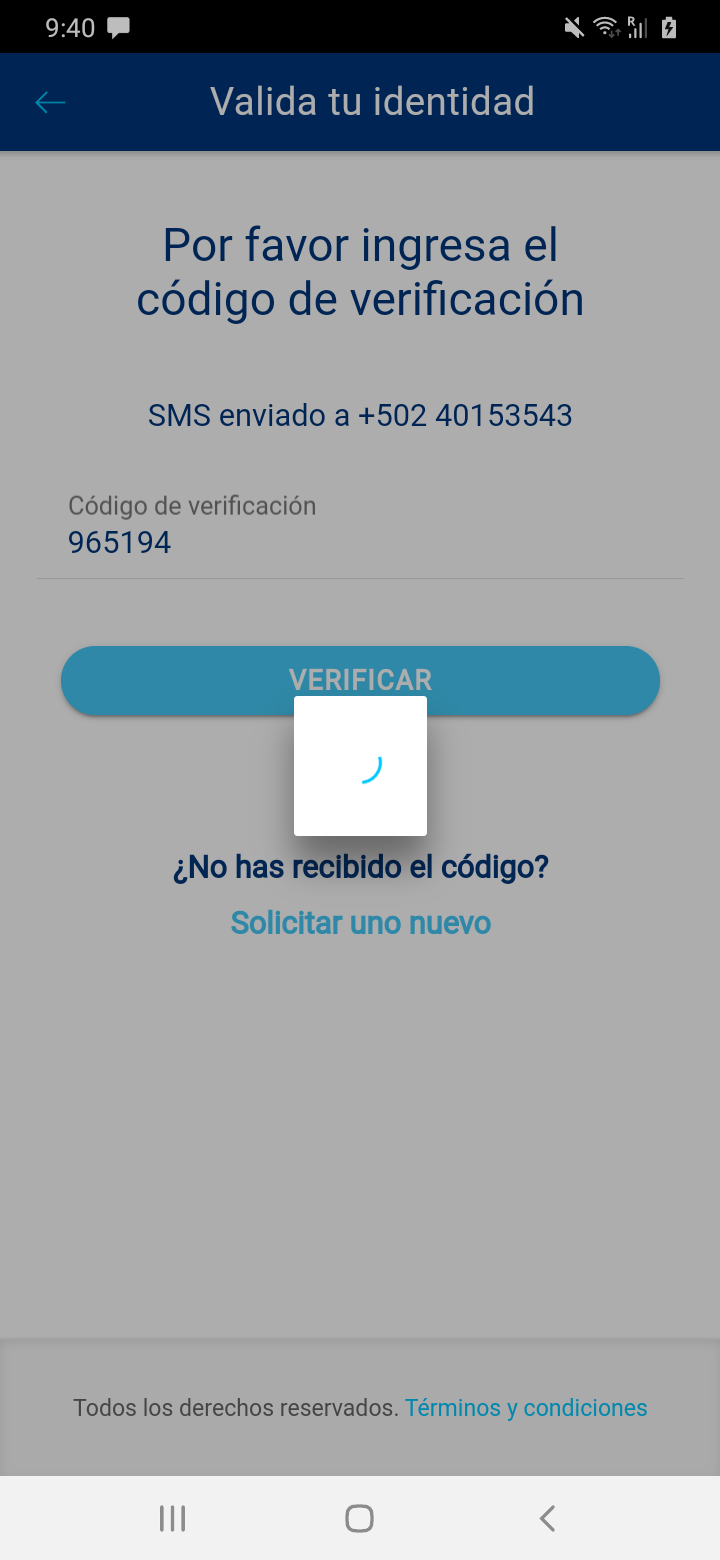 9:40
R
Valida tu identidad
Por favor ingresa el
código de verificación
SMS enviado a +502 40153543
Código de verificación
965194
VERIFICAR
¿No has recibido el código?
Solicitar uno nuevo
Todos los derechos reservados. Términos y condiciones